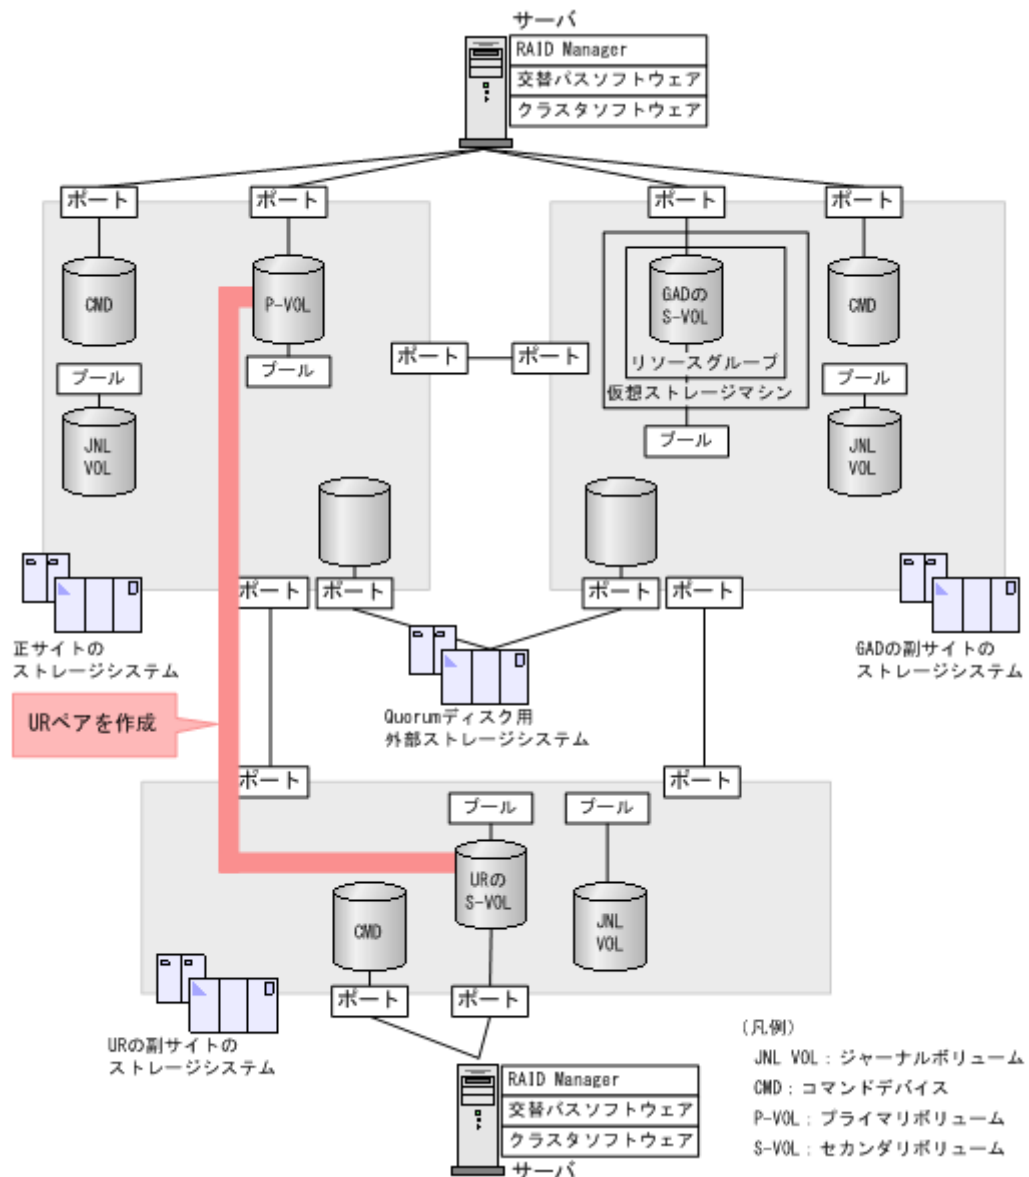 サーバ
RAID Manager
交替パスソフトウェア
クラスタソフトウェア
ポート
ポート
ポート
ポート
CMD
P-VOL
GADの
S-VOL
CMD
プール
プール
ポート
ポート
リソースグループ
仮想ストレージマシン
プール
プール
JNL
VOL
JNL
VOL
ポート
ポート
ポート
ポート
正サイトの
ストレージシステム
GADの副サイトの
ストレージシステム
URペアを作成
Quorumディスク用
外部ストレージシステム
ポート
ポート
プール
プール
URの
S-VOL
CMD
JNL
VOL
ポート
ポート
URの副サイトの
ストレージシステム
RAID Manager
交替パスソフトウェア
クラスタソフトウェア
サーバ
(凡例)
JNL VOL：ジャーナルボリューム
CMD：コマンドデバイス
P-VOL：プライマリボリューム
S-VOL：セカンダリボリューム